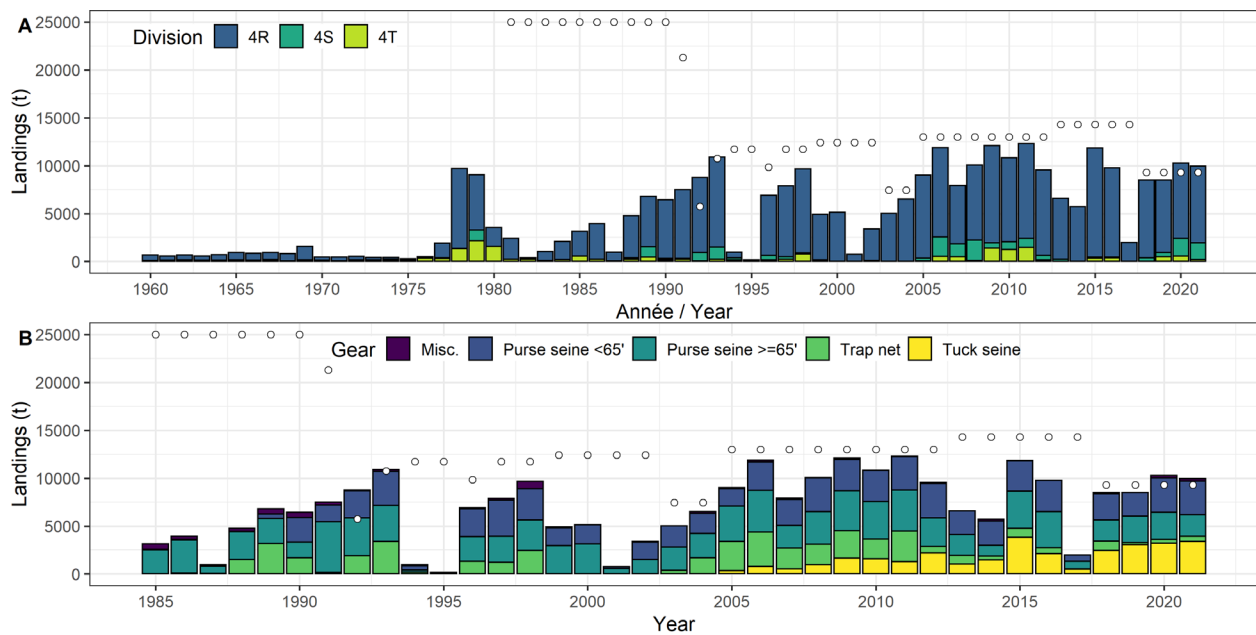 A
Division 4R 4S 4T
Landings (t)
25000
20000
15000
10000
5000
0
1960 1965 1970 1975 1980 1985 1990 1995 2000 2005 2010 2015 2020
Année / Year
B
Gear Misc. Purse seine <65' Purse seine >=65' Trap net Tuck seine
Landings (t)
25000
20000
15000
10000
5000
0
1985 1990 1995 2000 2005 2010 2015 2020
Year